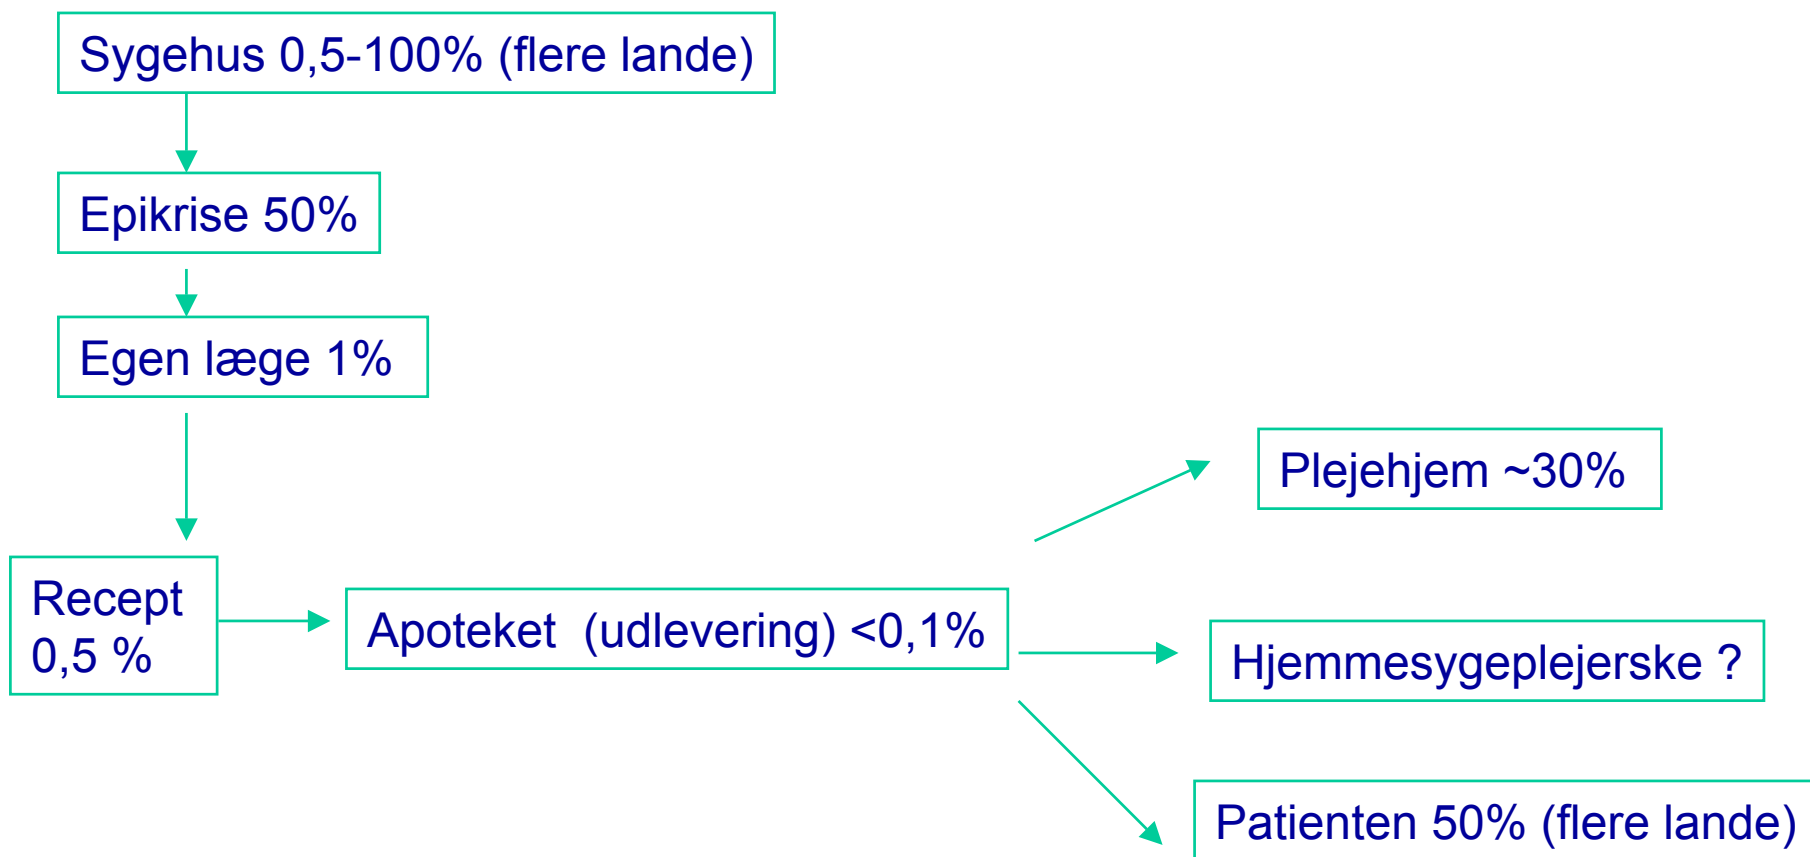 Sygehus 0,5-100% (flere lande)
Epikrise 50%
Egen læge 1%
Plejehjem ~30%
Recept
0,5 %
Apoteket (udlevering) <0,1%
Hjemmesygeplejerske ?
Patienten 50% (flere lande)